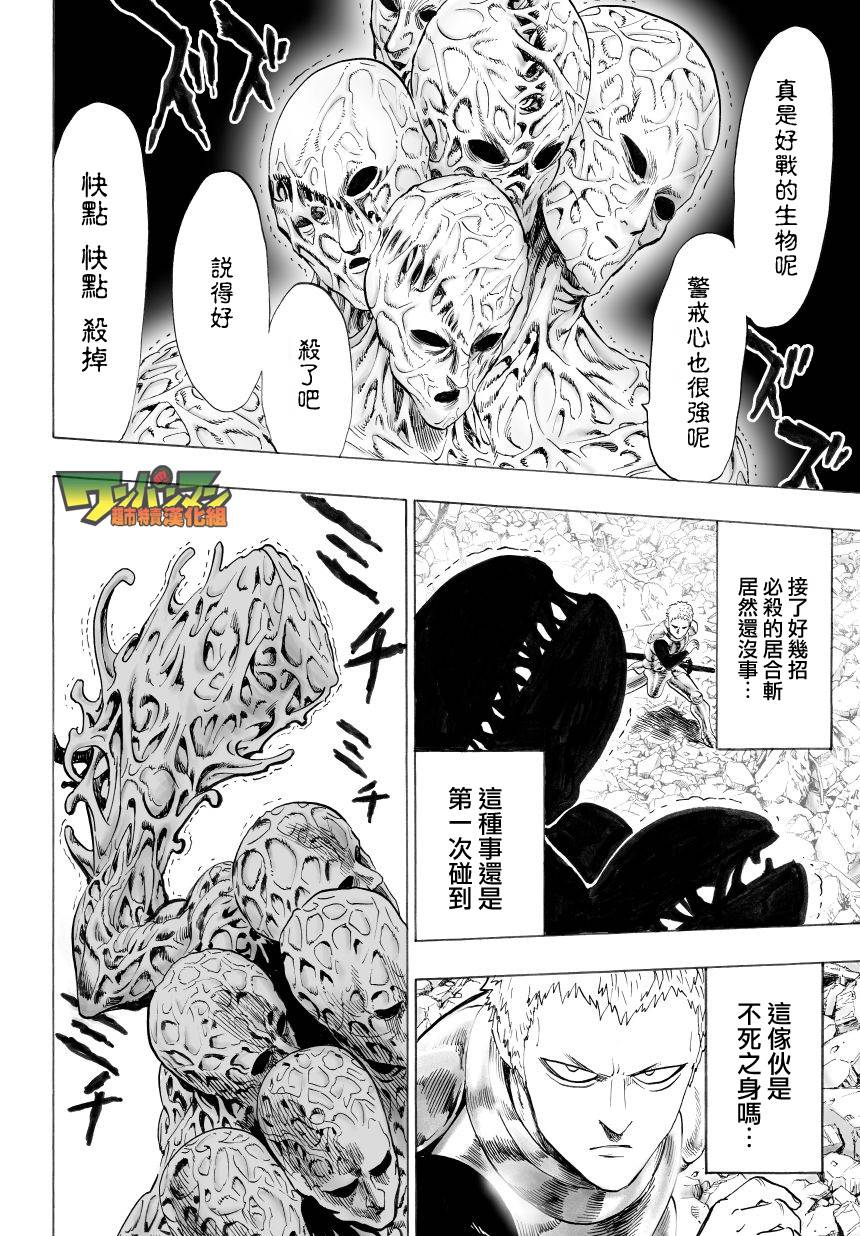 真是好戰的生物呢
警戒心也很強呢
殺了吧
説得好
快點 快點 殺掉
ズズ
ズズ
接了好幾招
必殺的居合斬
居然還沒事…
這種事還是
第一次碰到
這傢伙是
不死之身嗎…
ワンパンマン
超市特賣漢化組
ミチ
ミチ
ミチ
ミチ